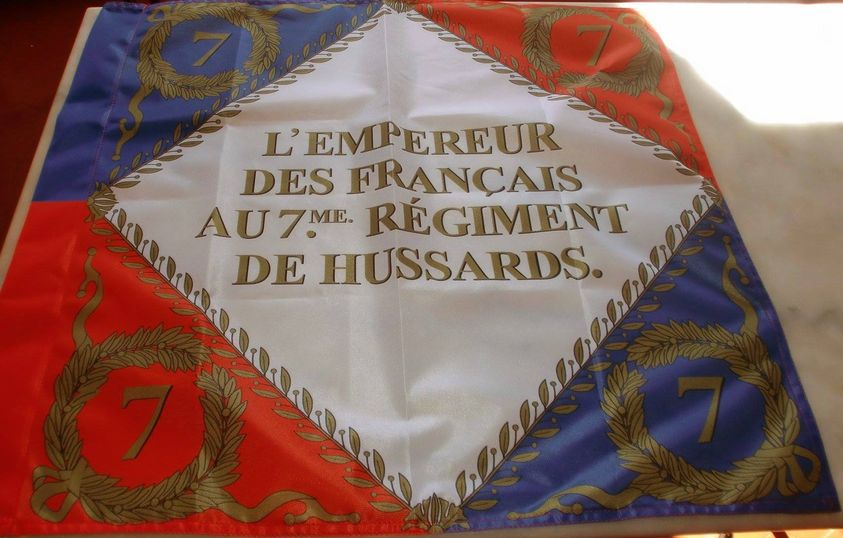 7 7
L'EMPEREUR
DES FRANÇAIS
AU 7.ME. RÉGIMENT
DE HUSSARDS.
7 7